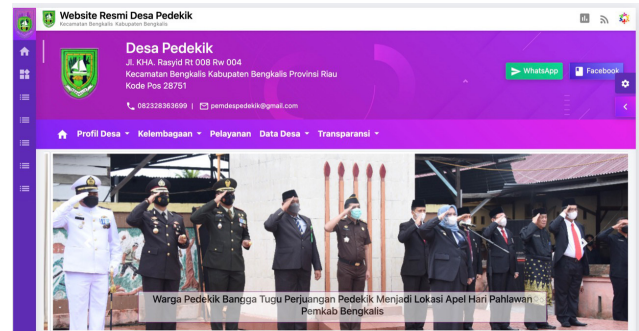 Website Resmi Desa Pedekik
Kecamatan Bengkalis Kabupaten Bengkalis
Desa Pedekik
Jl. KHA. Rasyid Rt 008 Rw 004
Kecamatan Bengkalis Kabupaten Bengkalis Provinsi Riau
Kode Pos 28751
082328363699 | pemdespedekik@gmail.com
WhatsApp
Facebook
Profil Desa Kelembagaan Pelayanan Data Desa Transparansi
Warga Pedekik Bangga Tugu Perjuangan Pedekik Menjadi Lokasi Apel Hari Pahlawan
Pemkab Bengkalis